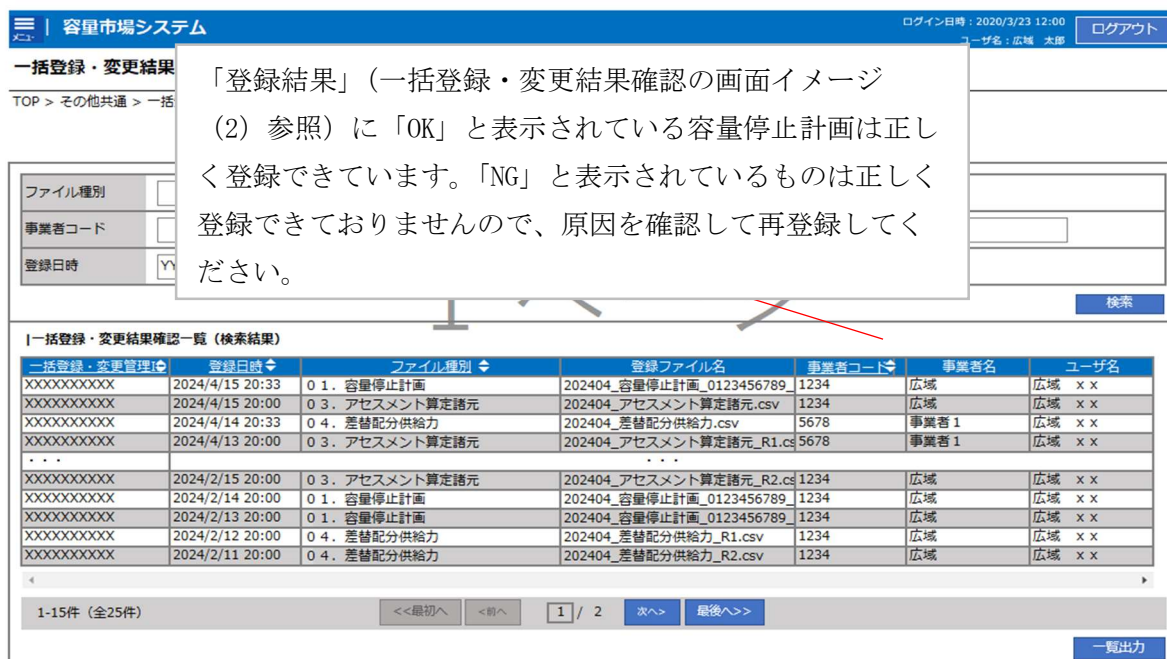 メニュー
容量市場システム
ログイン日時：2020/3/23 12:00
ログアウト
ユーザ名：広域 太郎
一括登録・変更結果
TOP > その他共通 > 一括
「登録結果」（一括登録・変更結果確認の画面イメージ
（2）参照）に「OK」と表示されている容量停止計画は正し
く登録できています。「NG」と表示されているものは正しく
登録できておりませんので、原因を確認して再登録してく
ださい。
ファイル種別
事業者コード
登録日時
検索
|一括登録・変更結果確認一覧（検索結果）
一括登録・変更管理I 登録日時 ファイル種別 登録ファイル名 事業者コード 事業者名 ユーザ名
XXXXXXXXXX 2024/4/15 20:33 ０１．容量停止計画 202404_容量停止計画_0123456789_ 1234 広域 広域 ｘｘ
XXXXXXXXXX 2024/4/15 20:00 ０３．アセスメント算定諸元 202404_アセスメント算定諸元.csv 1234 広域 広域 ｘｘ
XXXXXXXXXX 2024/4/14 20:33 ０４．差替配分供給力 202404_差替配分供給力.csv 5678 事業者１ 広域 ｘｘ
XXXXXXXXXX 2024/4/13 20:00 ０３．アセスメント算定諸元 202404_アセスメント算定諸元_R1.cs 5678 事業者１ 広域 ｘｘ
・・・ ・・・
XXXXXXXXXX 2024/2/15 20:00 ０３．アセスメント算定諸元 202404_アセスメント算定諸元_R2.cs 1234 広域 広域 ｘｘ
XXXXXXXXXX 2024/2/14 20:00 ０１．容量停止計画 202404_容量停止計画_0123456789_ 1234 広域 広域 ｘｘ
XXXXXXXXXX 2024/2/13 20:00 ０１．容量停止計画 202404_容量停止計画_0123456789_ 1234 広域 広域 ｘｘ
XXXXXXXXXX 2024/2/12 20:00 ０４．差替配分供給力 202404_差替配分供給力_R1.csv 1234 広域 広域 ｘｘ
XXXXXXXXXX 2024/2/11 20:00 ０４．差替配分供給力 202404_差替配分供給力_R2.csv 1234 広域 広域 ｘｘ
1-15件（全25件） <<最初へ <前へ 1 / 2 次へ> 最後へ>>
一覧出力